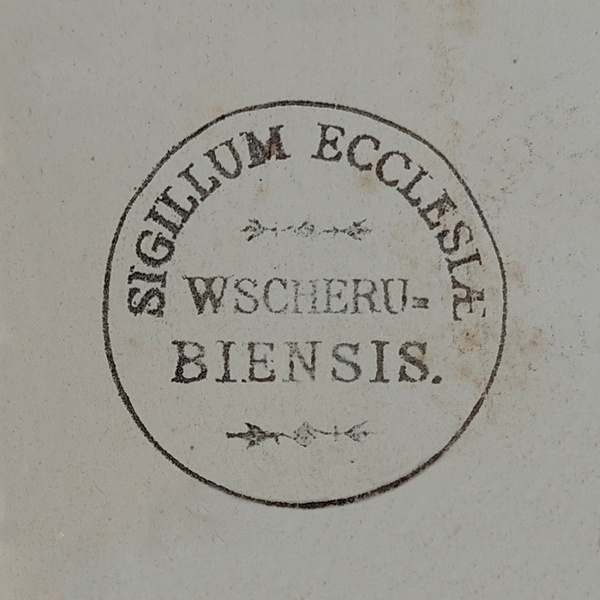 SIGILLUM ECCLESIÆ
WSCHERU=
BIENSIS.